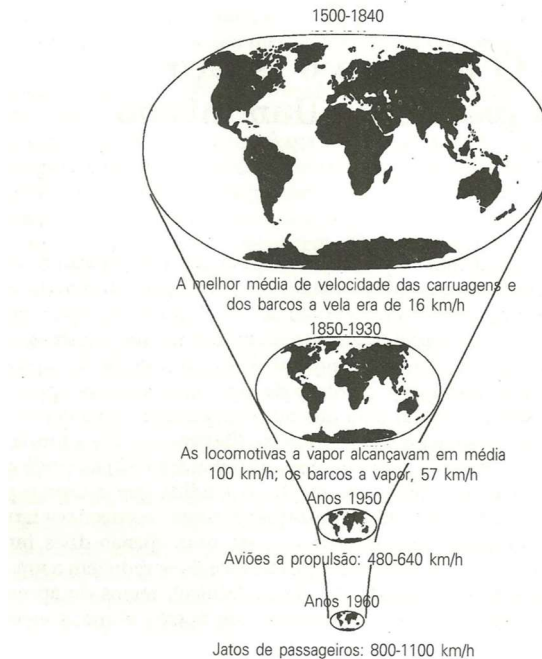 1500-1840
A melhor média de velocidade das carruagens e
dos barcos a vela era de 16 km/h
1850-1930
As locomotivas a vapor alcançavam em média
100 km/h; os barcos a vapor, 57 km/h
Anos 1950
Aviões a propulsão: 480-640 km/h
Anos 1960
Jatos de passageiros: 800-1100 km/h